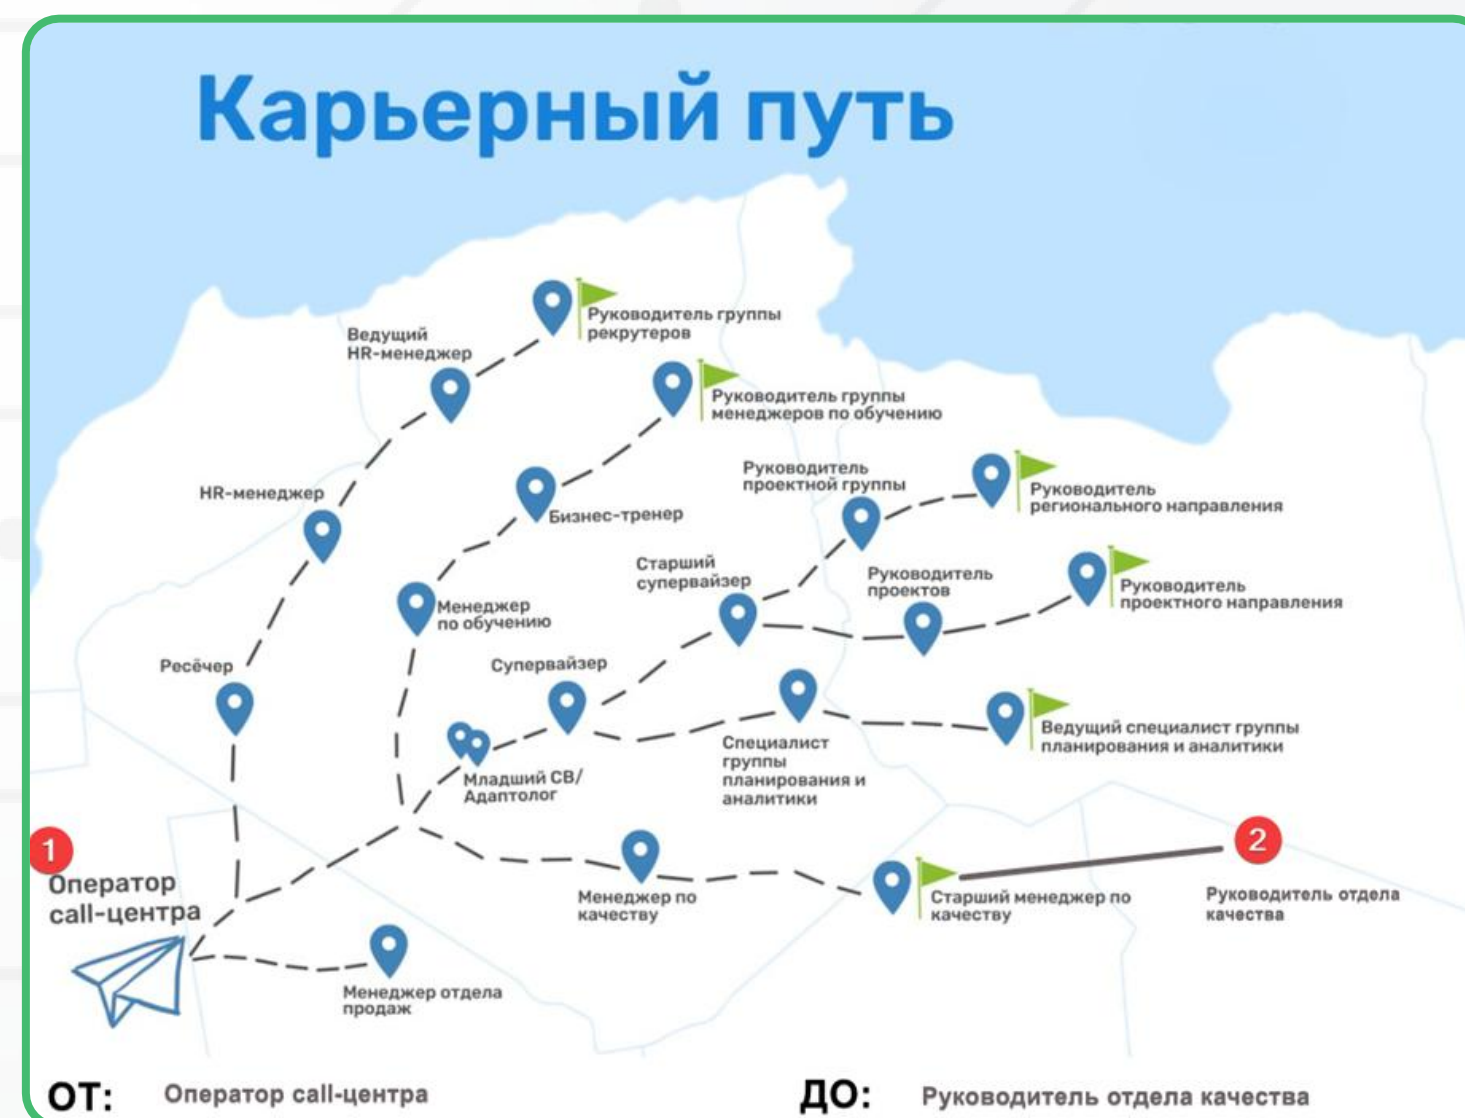 Карьерный путь
Руководитель группы
рекрутеров
Ведущий
HR-менеджер
Руководитель группы
менеджеров по обучению
HR-менеджер
Бизнес-тренер
Руководитель
проектной группы
Руководитель
регионального направления
Старший
супервайзер
Руководитель
проектов
Руководитель
проектного направления
Менеджер
по обучению
Ресёчер
Супервайзер
Младший СВ/
Адаптолог
Специалист
группы
планирования и
аналитики
Ведущий специалист группы
планирования и аналитики
1
Оператор
call-центра
Менеджер по
качеству
Старший менеджер по
качеству
2
Руководитель отдела
качества
Менеджер отдела
продаж
ОТ: Оператор call-центра
ДО: Руководитель отдела качества